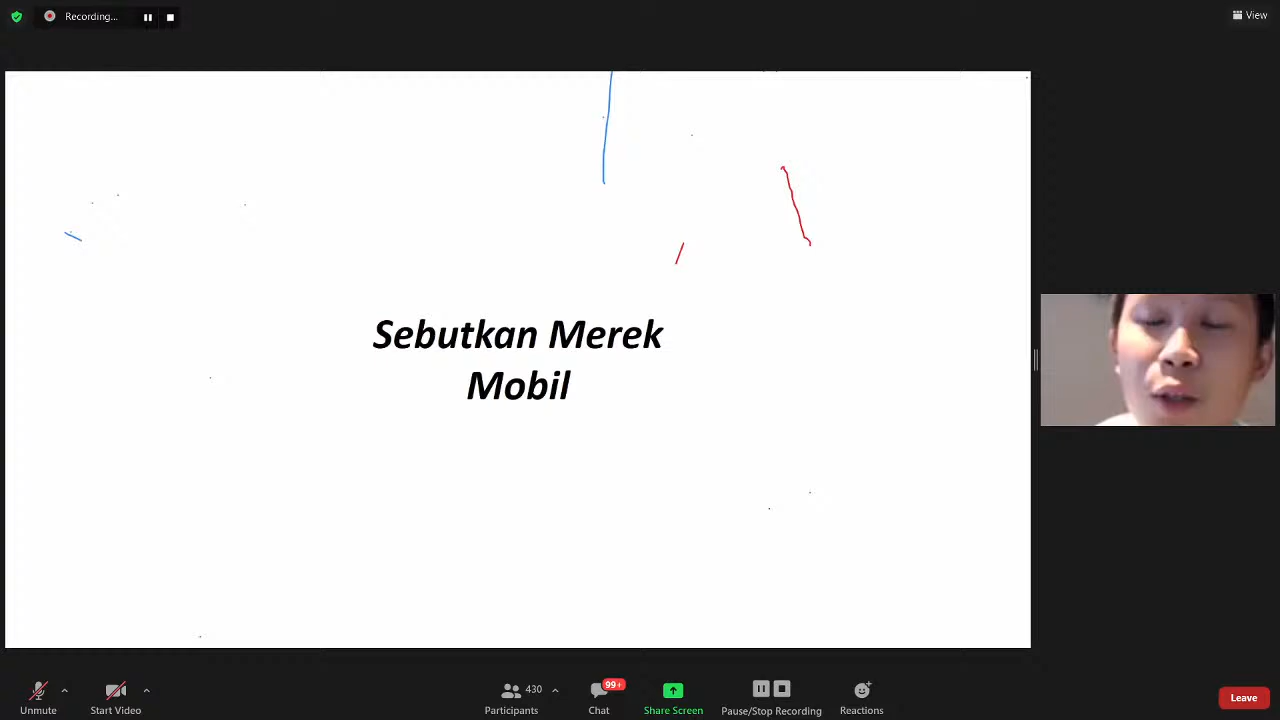 Recording...
View
Sebutkan Merek
Mobil
Unmute
Start Video
430
Participants
99+
Chat
Share Screen
Pause/Stop Recording
Reactions
Leave